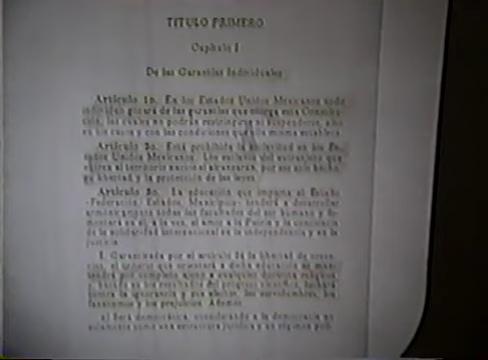 TITULO PRIMERO
Capítulo I
De las Garantías Individuales
Artículo 1o. En los Estados Unidos Mexicanos todo
individuo gozará de las garantías que otorga esta Constitu-
ción, las cuales no podrán restringirse ni suspenderse, sino
en los casos y con las condiciones que ella misma establece.
Artículo 2o. Está prohibida la esclavitud en los Es-
tados Unidos Mexicanos. Los esclavos del extranjero que
entren al territorio nacional alcanzarán, por ese solo hecho,
su libertad y la protección de las leyes.
Artículo 3o. La educación que imparta el Estado
-Federación, Estados, Municipios- tenderá a desarrollar
armónicamente todas las facultades del ser humano y fo-
mentará en él, a la vez, el amor a la Patria y la conciencia
de la solidaridad internacional en la independencia y en la
justicia.
I. Garantizada por el artículo 24 la libertad de creen-
cias, el criterio que orientará a dicha educación se man-
tendrá por completo ajeno a cualquier doctrina religiosa
y, basado en los resultados del progreso científico, luchará
contra la ignorancia y sus efectos, las servidumbres, los
fanatismos y los prejuicios. Además:
a) Será democrática, considerando a la democracia no
solamente como una estructura jurídica y un régimen polí-